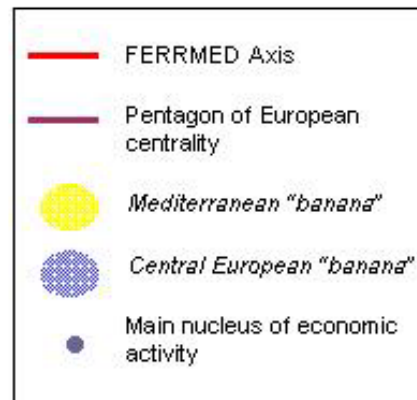 FERRMED Axis
Pentagon of European
centrality
Mediterranean "banana"
Central European "banana"
Main nucleus of economic
activity